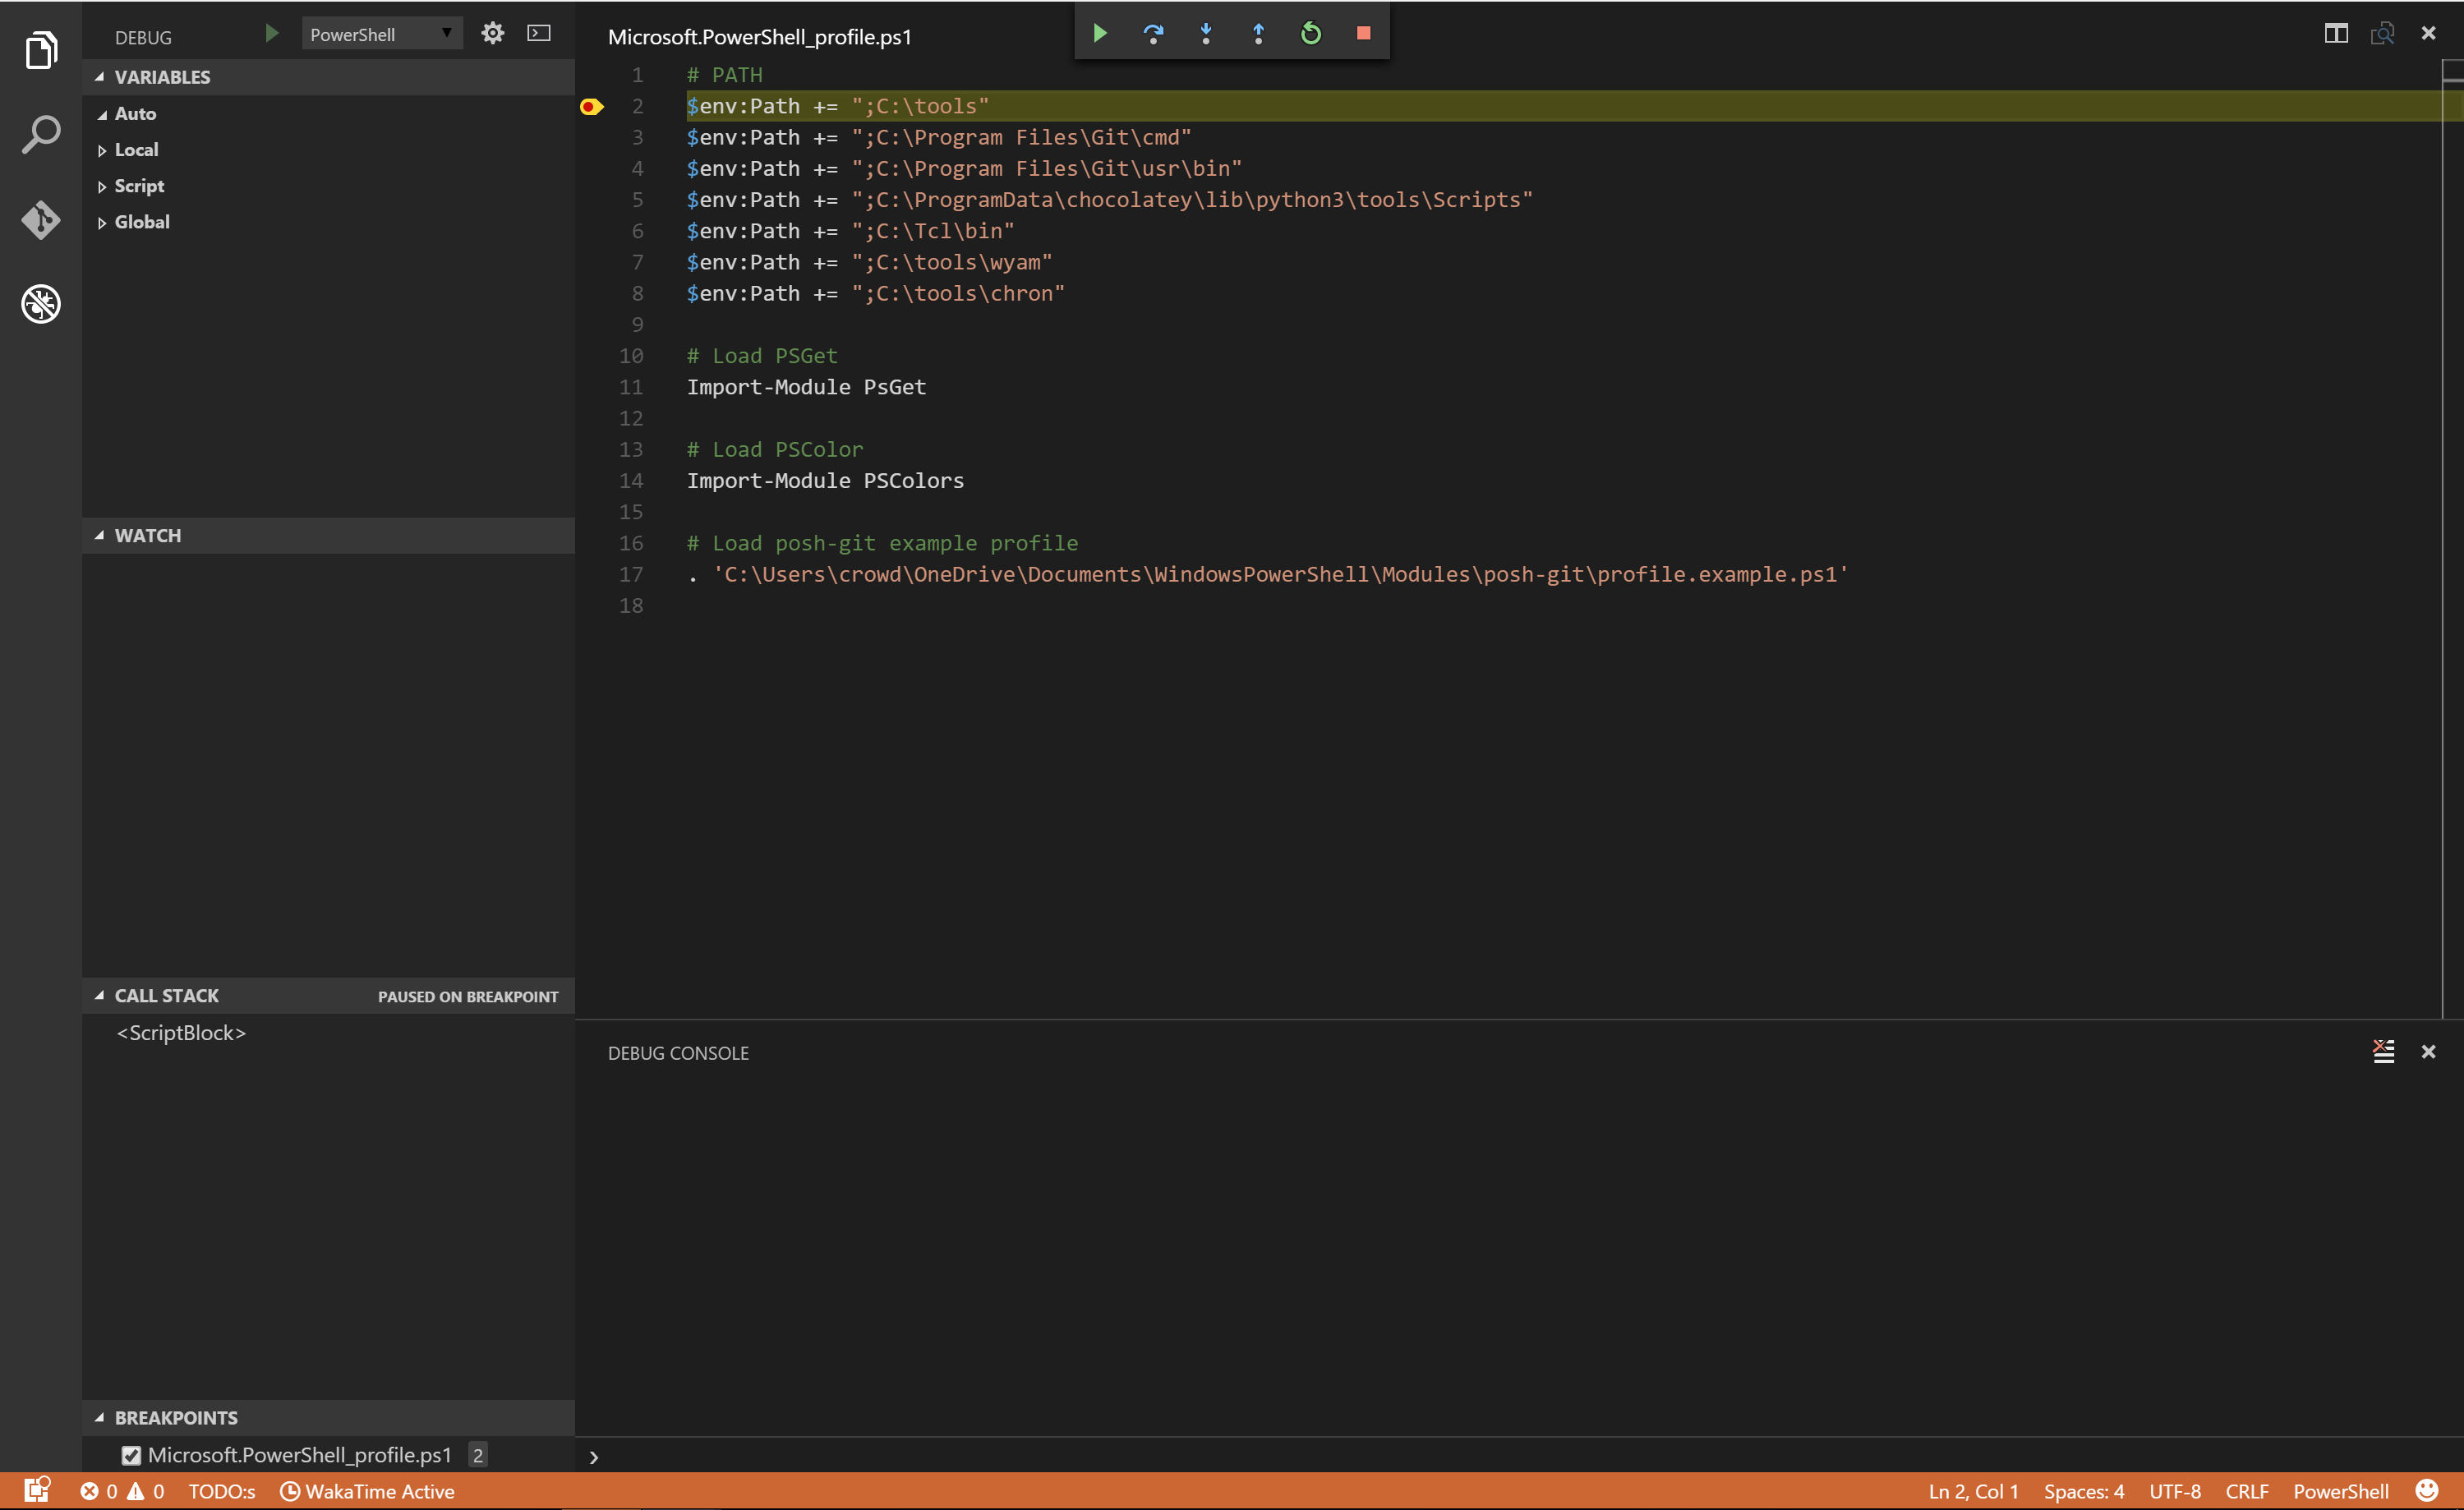 DEBUG PowerShell
VARIABLES
Auto
Local
Script
Global
WATCH
CALL STACK PAUSED ON BREAKPOINT
<ScriptBlock>
BREAKPOINTS
Microsoft.PowerShell_profile.ps1 2
Microsoft.PowerShell_profile.ps1
1 # PATH
2 $env:Path += ";C:\tools"
3 $env:Path += ";C:\Program Files\Git\cmd"
4 $env:Path += ";C:\Program Files\Git\usr\bin"
5 $env:Path += ";C:\ProgramData\chocolatey\lib\python3\tools\Scripts"
6 $env:Path += ";C:\Tcl\bin"
7 $env:Path += ";C:\tools\wyam"
8 $env:Path += ";C:\tools\chron"
9
10 # Load PSGet
11 Import-Module PsGet
12
13 # Load PSColor
14 Import-Module PSColors
15
16 # Load posh-git example profile
17 . 'C:\Users\crowd\OneDrive\Documents\WindowsPowerShell\Modules\posh-git\profile.example.ps1'
18
DEBUG CONSOLE
0 0 TODO:s WakaTime Active Ln 2, Col 1 Spaces: 4 UTF-8 CRLF PowerShell